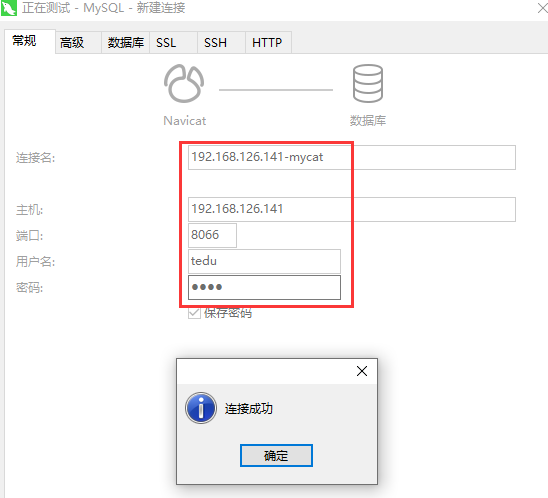 正在测试 - MySQL - 新建连接
常规 高级 数据库 SSL SSH HTTP
Navicat 数据库
连接名: 192.168.126.141-mycat
主机: 192.168.126.141
端口: 8066
用户名: tedu
密码: ●●●●
保存密码
连接成功
确定